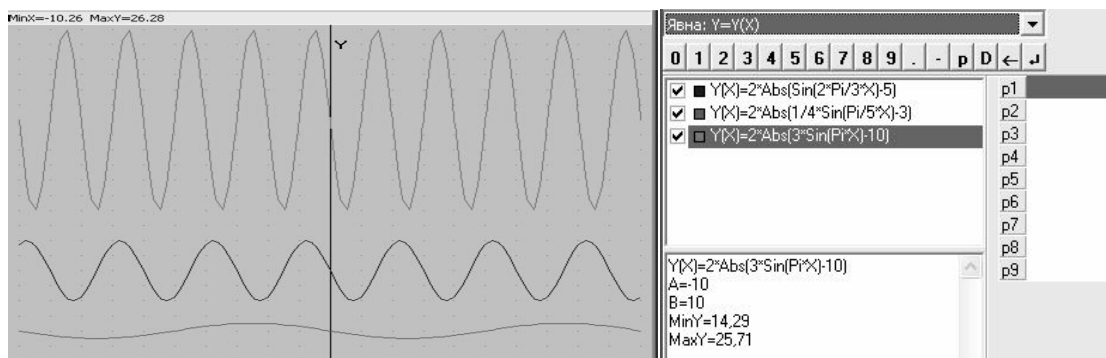 MinX=-10.26 MaxY=26.28
Y
Явна: Y=Y(X)
0 1 2 3 4 5 6 7 8 9 . - p D ← ↲
Y(X)=2*Abs(Sin(2*Pi/3*X)-5)
Y(X)=2*Abs(1/4*Sin(Pi/5*X)-3)
Y(X)=2*Abs(3*Sin(Pi*X)-10)
p1
p2
p3
p4
p5
p6
p7
p8
p9
Y(X)=2*Abs(3*Sin(Pi*X)-10)
A=-10
B=10
MinY=14,29
MaxY=25,71